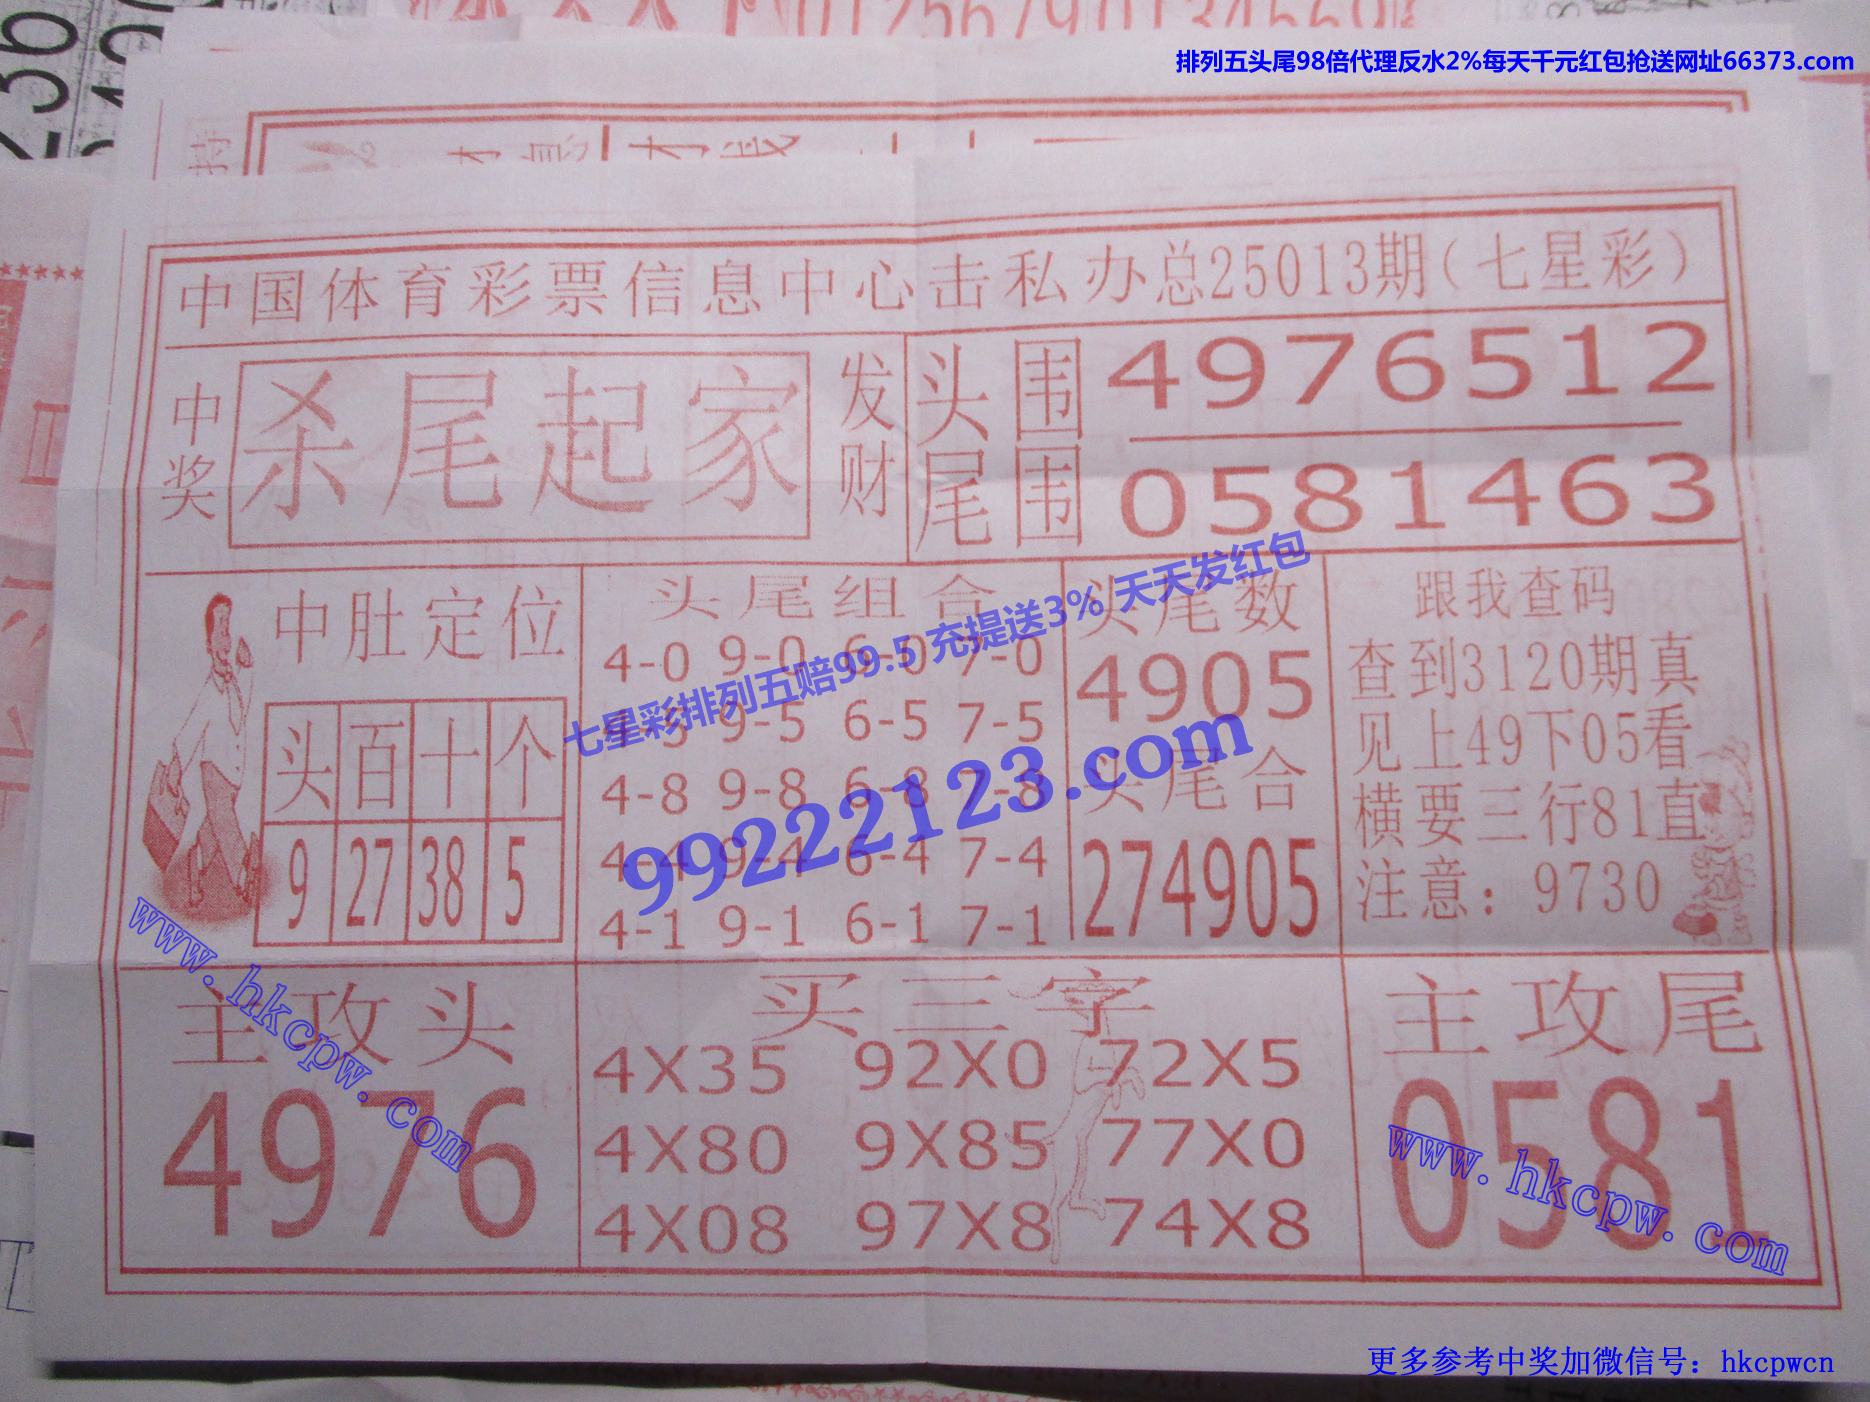 排列五头尾98倍代理反水2%每天千元红包抢送网址66373.com
中国体育彩票信息中心击私办总25013期(七星彩)
中奖
杀尾起家
发财
头围 4976512
尾围 0581463
中肚定位
头 百 十 个
9 27 38 5
头尾组合
4-0 9-0 6-0 7-0
4-5 9-5 6-5 7-5
4-8 9-8 6-8 7-8
4-4 9-4 6-4 7-4
4-1 9-1 6-1 7-1
头尾数
4905
头尾合
274905
跟我查码
查到3120期真
见上49下05看
横要三行81直
注意：9730
七星彩排列五赔99.5 充提送3% 天天发红包
99222123.com
www.hkcpw.com
主攻头
4976
买三字
4X35 92X0 72X5
4X80 9X85 77X0
4X08 97X8 74X8
主攻尾
0581
www.hkcpw.com
更多参考中奖加微信号：hkcpwcn